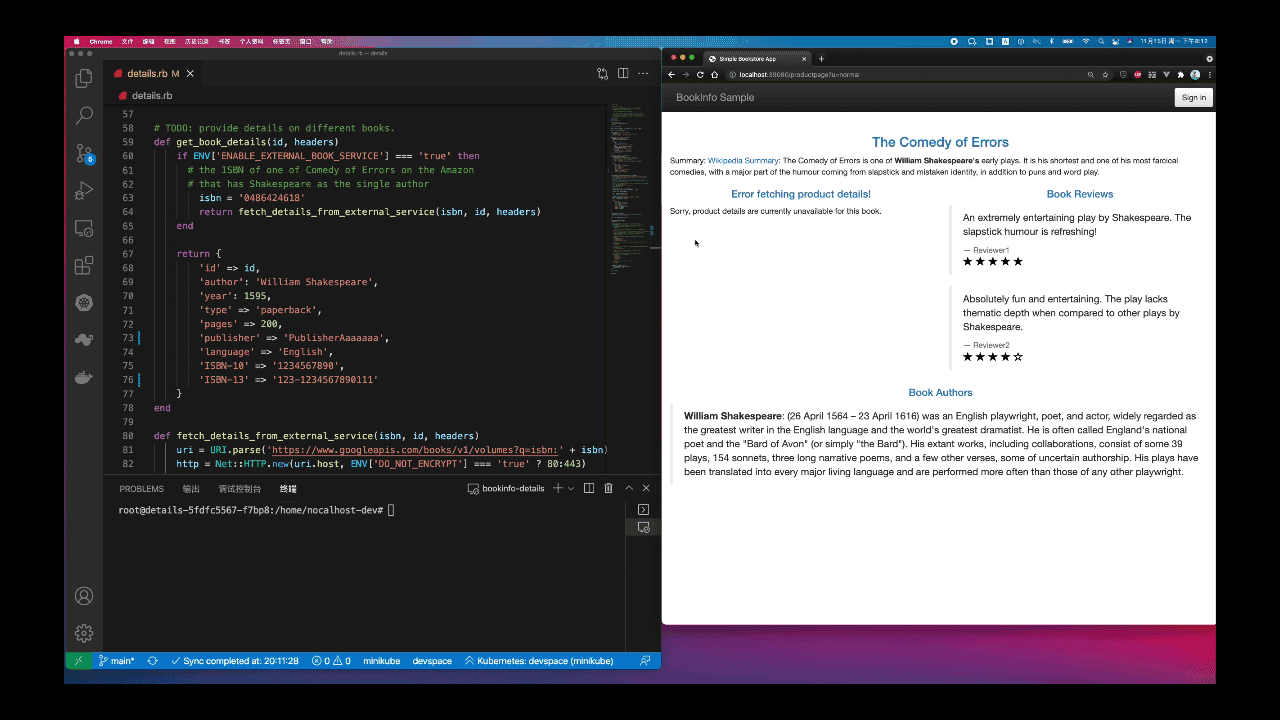 Chrome 文件 编辑 视图 历史记录 书签 个人资料 标签页 窗口 帮助
11月15日 周一 下午8:12
details.rb — details
details.rb M
details.rb
57
58 # TODO: provide details on different books.
59 def get_book_details(id, headers)
60 if ENV['ENABLE_EXTERNAL_BOOK_SERVICE'] === "true" then
61 # the ISBN of one of Comedy of Errors on the Amazon
62 # that has Shakespeare as the single author
63 isbn = '0486424618'
64 return fetch_details_from_external_service(isbn, id, headers)
65 end
66
67 return {
68 'id' => id,
69 'author': 'William Shakespeare',
70 'year': 1595,
71 'type' => 'paperback',
72 'pages' => 200,
73 'publisher' => 'PublisherAaaaaaa',
74 'language' => 'English',
75 'ISBN-10' => '1234567890',
76 'ISBN-13' => '123-1234567890111'
77 }
78 end
79
80 def fetch_details_from_external_service(isbn, id, headers)
81 uri = URI.parse('https://www.googleapis.com/books/v1/volumes?q=isbn:' + isbn)
82 http = Net::HTTP.new(uri.host, ENV['DO_NOT_ENCRYPT'] === 'true' ? 80:443)
PROBLEMS 输出 调试控制台 终端 bookinfo-details
root@details-5fdfc5567-f7bp8:/home/nocalhost-dev#
6
main* Sync completed at: 20:11:28 0 0 minikube devspace Kubernetes: devspace (minikube)
Simple Bookstore App
localhost:39080/productpage?u=normal
BookInfo Sample
Sign in
The Comedy of Errors
Summary: Wikipedia Summary: The Comedy of Errors is one of William Shakespeare's early plays. It is his shortest and one of his most farcical
comedies, with a major part of the humour coming from slapstick and mistaken identity, in addition to puns and word play.
Error fetching product details!
Sorry, product details are currently unavailable for this book.
Book Reviews
An extremely entertaining play by Shakespeare. The
slapstick humour is refreshing!
— Reviewer1
★★★★★
Absolutely fun and entertaining. The play lacks
thematic depth when compared to other plays by
Shakespeare.
— Reviewer2
★★★★☆
Book Authors
William Shakespeare: (26 April 1564 – 23 April 1616) was an English playwright, poet, and actor, widely regarded as
the greatest writer in the English language and the world's greatest dramatist. He is often called England's national
poet and the "Bard of Avon" (or simply "the Bard"). His extant works, including collaborations, consist of some 39
plays, 154 sonnets, three long narrative poems, and a few other verses, some of uncertain authorship. His plays have
been translated into every major living language and are performed more often than those of any other playwright.